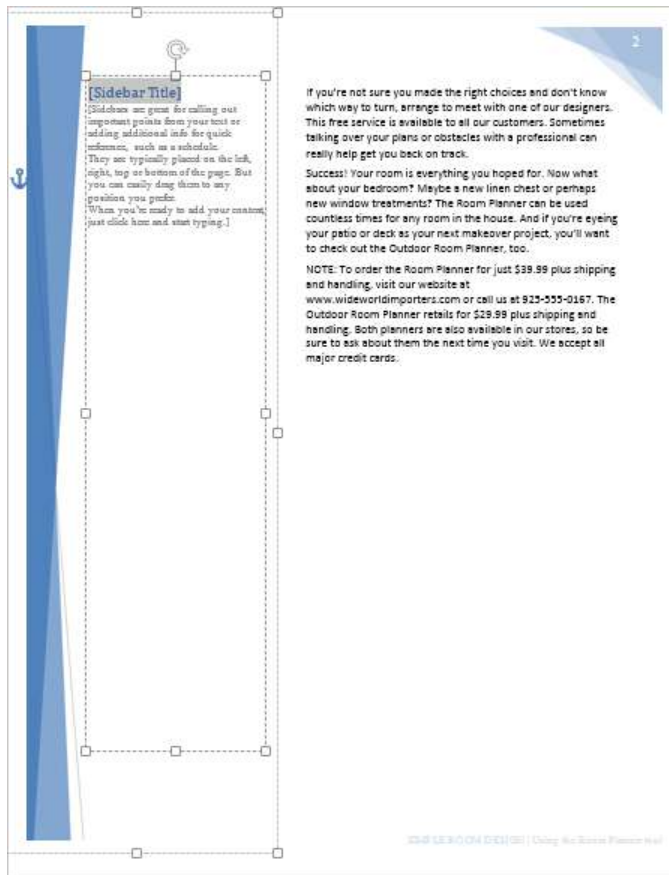 2
[Sidebar Title]
[Sidebars are great for calling out
important points from your text or
adding additional info for quick
reference, such as a schedule.
They are typically placed on the left,
right, top or bottom of the page. But
you can easily drag them to any
position you prefer.
When you're ready to add your content,
just click here and start typing.]
If you're not sure you made the right choices and don't know
which way to turn, arrange to meet with one of our designers.
This free service is available to all our customers. Sometimes
talking over your plans or obstacles with a professional can
really help get you back on track.
Success! Your room is everything you hoped for. Now what
about your bedroom? Maybe a new linen chest or perhaps
new window treatments? The Room Planner can be used
countless times for any room in the house. And if you're eyeing
your patio or deck as your next makeover project, you'll want
to check out the Outdoor Room Planner, too.
NOTE: To order the Room Planner for just $39.99 plus shipping
and handling, visit our website at
www.wideworldimporters.com or call us at 925-555-0167. The
Outdoor Room Planner retails for $29.99 plus shipping and
handling. Both planners are also available in our stores, so be
sure to ask about them the next time you visit. We accept all
major credit cards.
SIMPLE ROOM DESIGN | Using the Room Planner tool